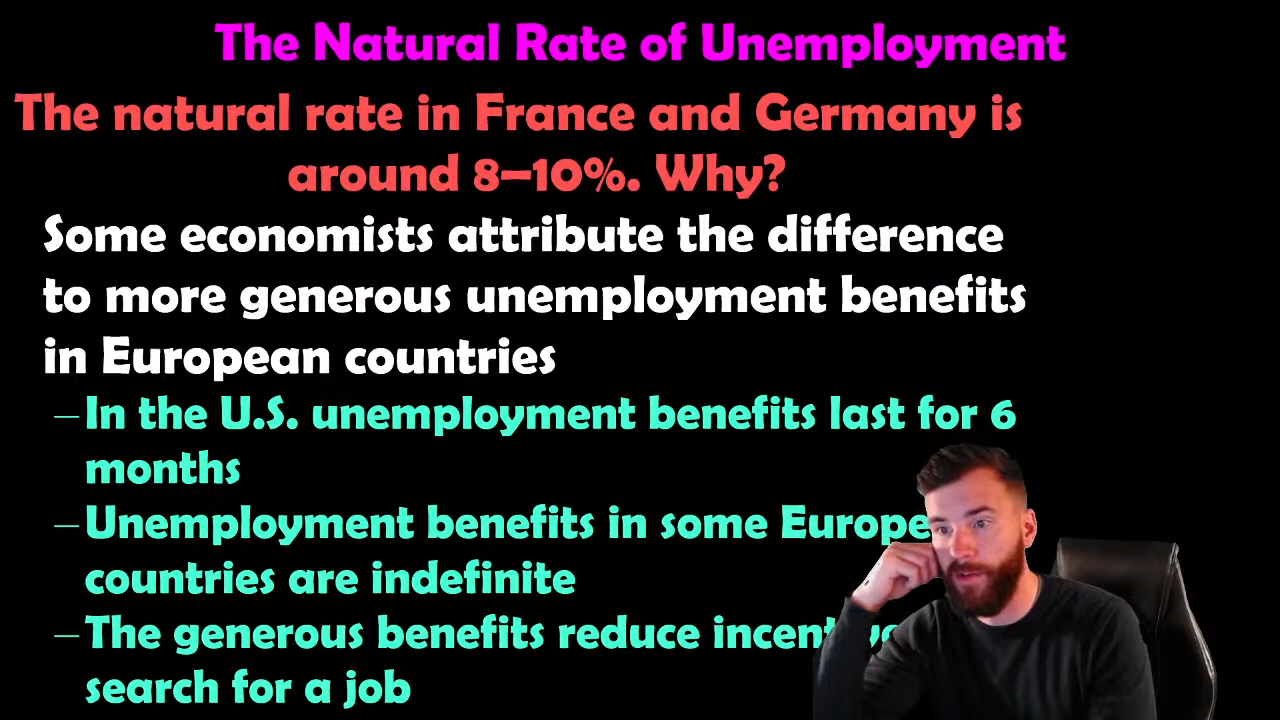 The Natural Rate of Unemployment
The natural rate in France and Germany is
around 8–10%. Why?
Some economists attribute the difference
to more generous unemployment benefits
in European countries
–In the U.S. unemployment benefits last for 6
months
–Unemployment benefits in some
countries are indefinite
–The generous benefits reduce
search for a job